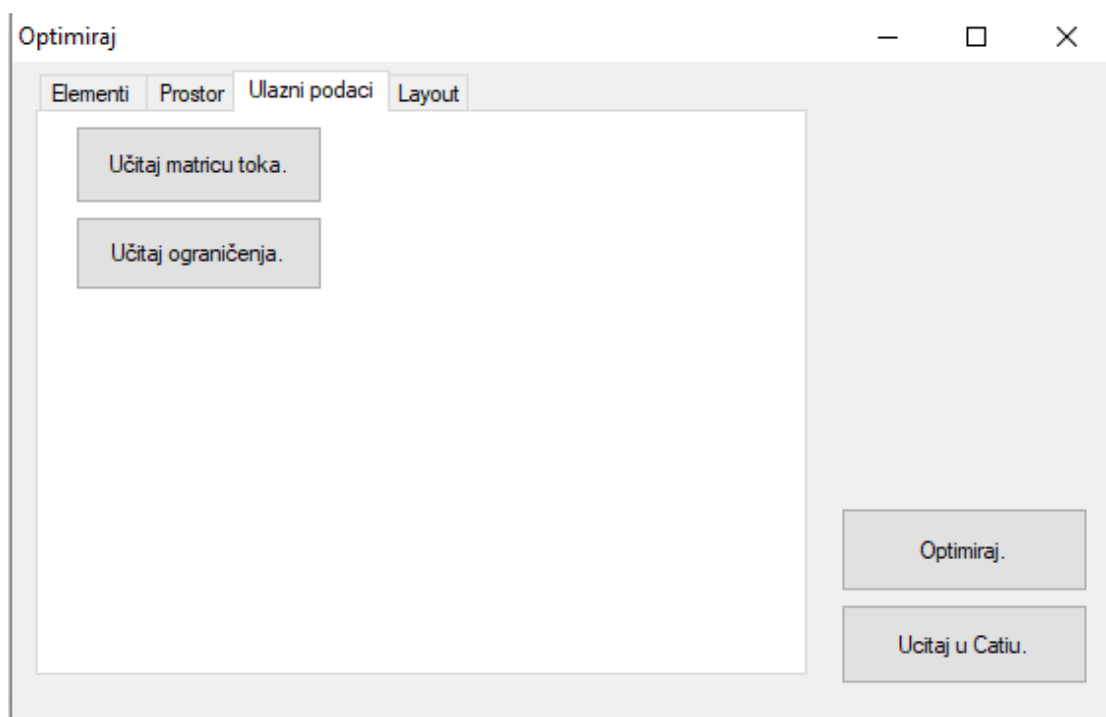 Optimiraj
Elementi Prostor Ulazni podaci Layout
Učitaj matricu toka.
Učitaj ograničenja.
Optimiraj.
Ucitaj u Catiu.